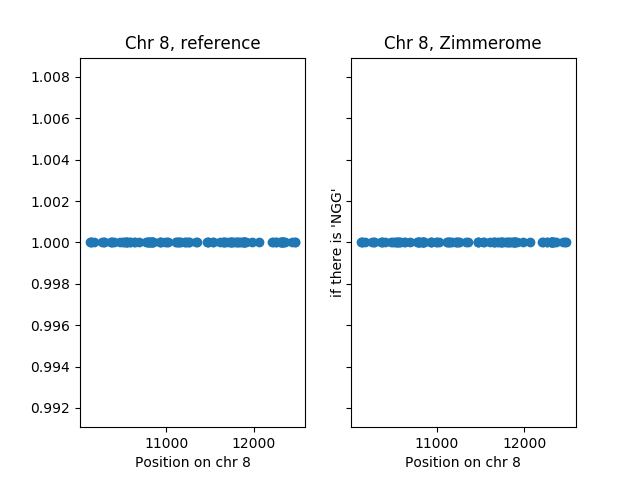 Chr 8, reference
Chr 8, Zimmerome
1.008
1.006
1.004
1.002
1.000
0.998
0.996
0.994
0.992
if there is 'NGG'
11000
12000
11000
12000
Position on chr 8
Position on chr 8